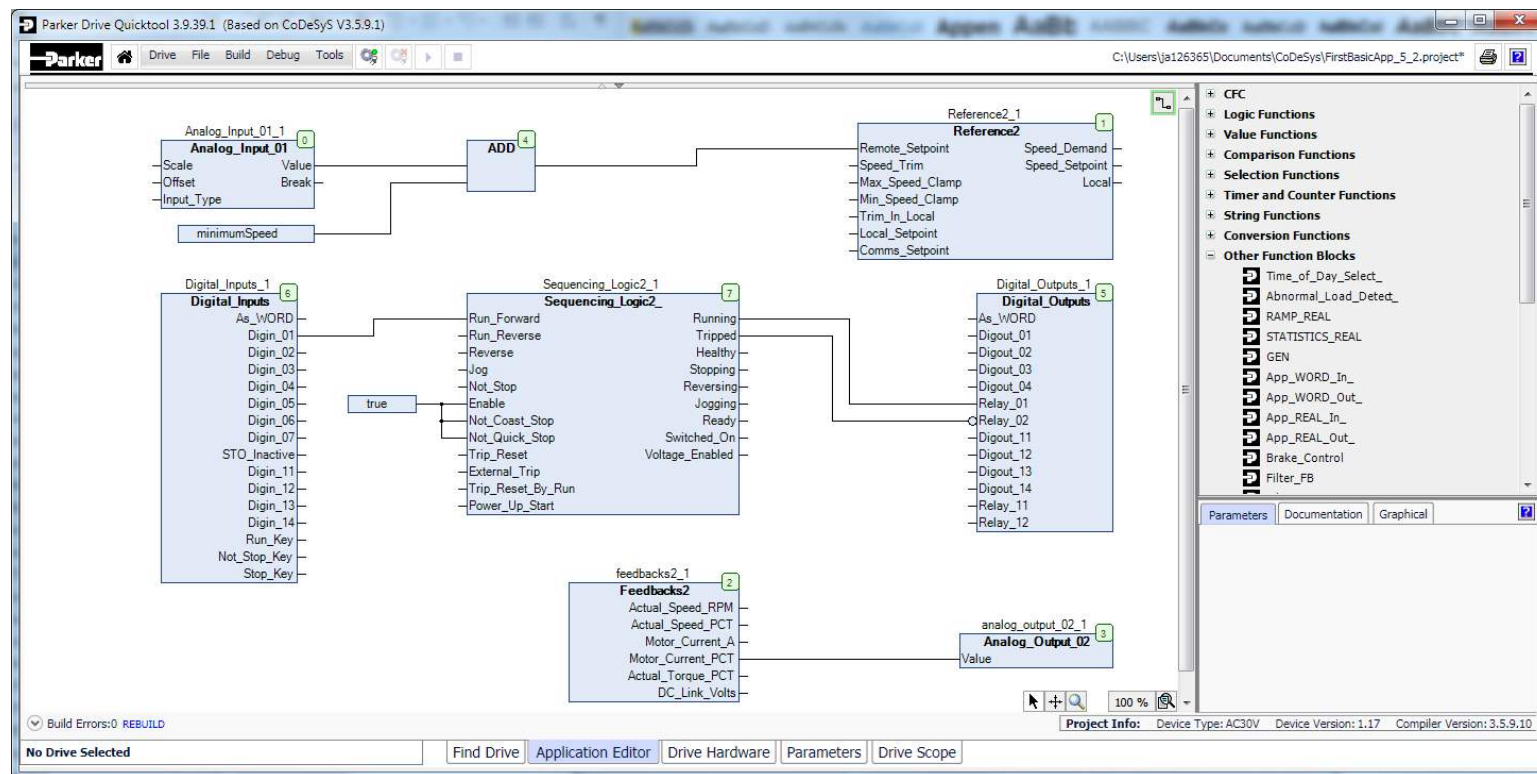 Parker Drive Quicktool 3.9.39.1 (Based on CoDeSyS V3.5.9.1)
Parker Drive File Build Debug Tools C:\Users\ja126365\Documents\CoDeSys\FirstBasicApp_5_2.project*
Analog_Input_01_1
0
Analog_Input_01
Scale Value
Offset Break
Input_Type
minimumSpeed
ADD 4
Reference2_1
1
Reference2
Remote_Setpoint Speed_Demand
Speed_Trim Speed_Setpoint
Max_Speed_Clamp Local
Min_Speed_Clamp
Trim_In_Local
Local_Setpoint
Comms_Setpoint
Digital_Inputs_1
6
Digital_Inputs
As_WORD
Digin_01
Digin_02
Digin_03
Digin_04
Digin_05
Digin_06
Digin_07
STO_Inactive
Digin_11
Digin_12
Digin_13
Digin_14
Run_Key
Not_Stop_Key
Stop_Key
true
Sequencing_Logic2_1
7
Sequencing_Logic2_
Run_Forward Running
Run_Reverse Tripped
Reverse Healthy
Jog Stopping
Not_Stop Reversing
Enable Jogging
Not_Coast_Stop Ready
Not_Quick_Stop Switched_On
Trip_Reset Voltage_Enabled
External_Trip
Trip_Reset_By_Run
Power_Up_Start
Digital_Outputs_1
5
Digital_Outputs
As_WORD
Digout_01
Digout_02
Digout_03
Digout_04
Relay_01
Relay_02
Digout_11
Digout_12
Digout_13
Digout_14
Relay_11
Relay_12
feedbacks2_1
2
Feedbacks2
Actual_Speed_RPM
Actual_Speed_PCT
Motor_Current_A
Motor_Current_PCT
Actual_Torque_PCT
DC_Link_Volts
analog_output_02_1
3
Analog_Output_02
Value
100 %
CFC
Logic Functions
Value Functions
Comparison Functions
Selection Functions
Timer and Counter Functions
String Functions
Conversion Functions
Other Function Blocks
Time_of_Day_Select_
Abnormal_Load_Detect_
RAMP_REAL
STATISTICS_REAL
GEN
App_WORD_In_
App_WORD_Out_
App_REAL_In_
App_REAL_Out_
Brake_Control
Filter_FB
Parameters Documentation Graphical
Build Errors:0 REBUILD
Project Info: Device Type: AC30V Device Version: 1.17 Compiler Version: 3.5.9.10
No Drive Selected
Find Drive Application Editor Drive Hardware Parameters Drive Scope